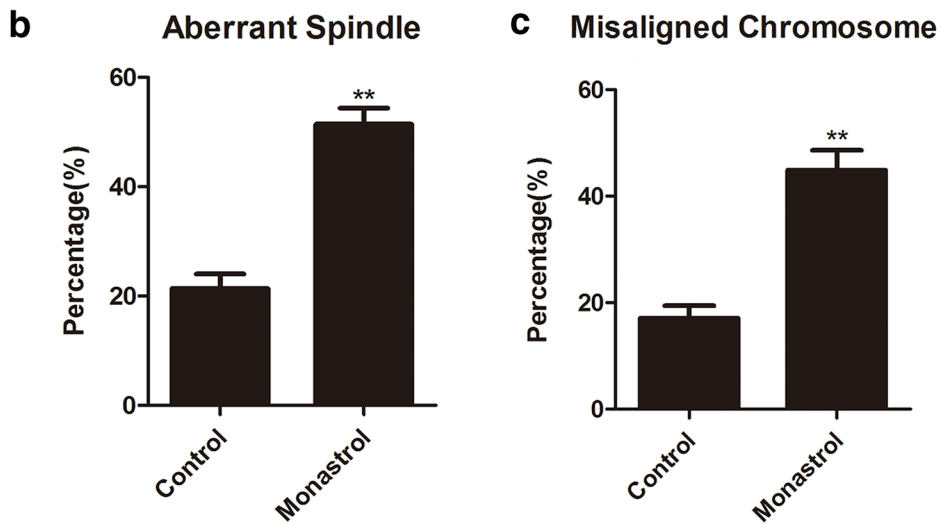 b
Aberrant Spindle
Percentage(%)
60
40
20
0
**
Control
Monastrol
c
Misaligned Chromosome
Percentage(%)
60
40
20
0
**
Control
Monastrol